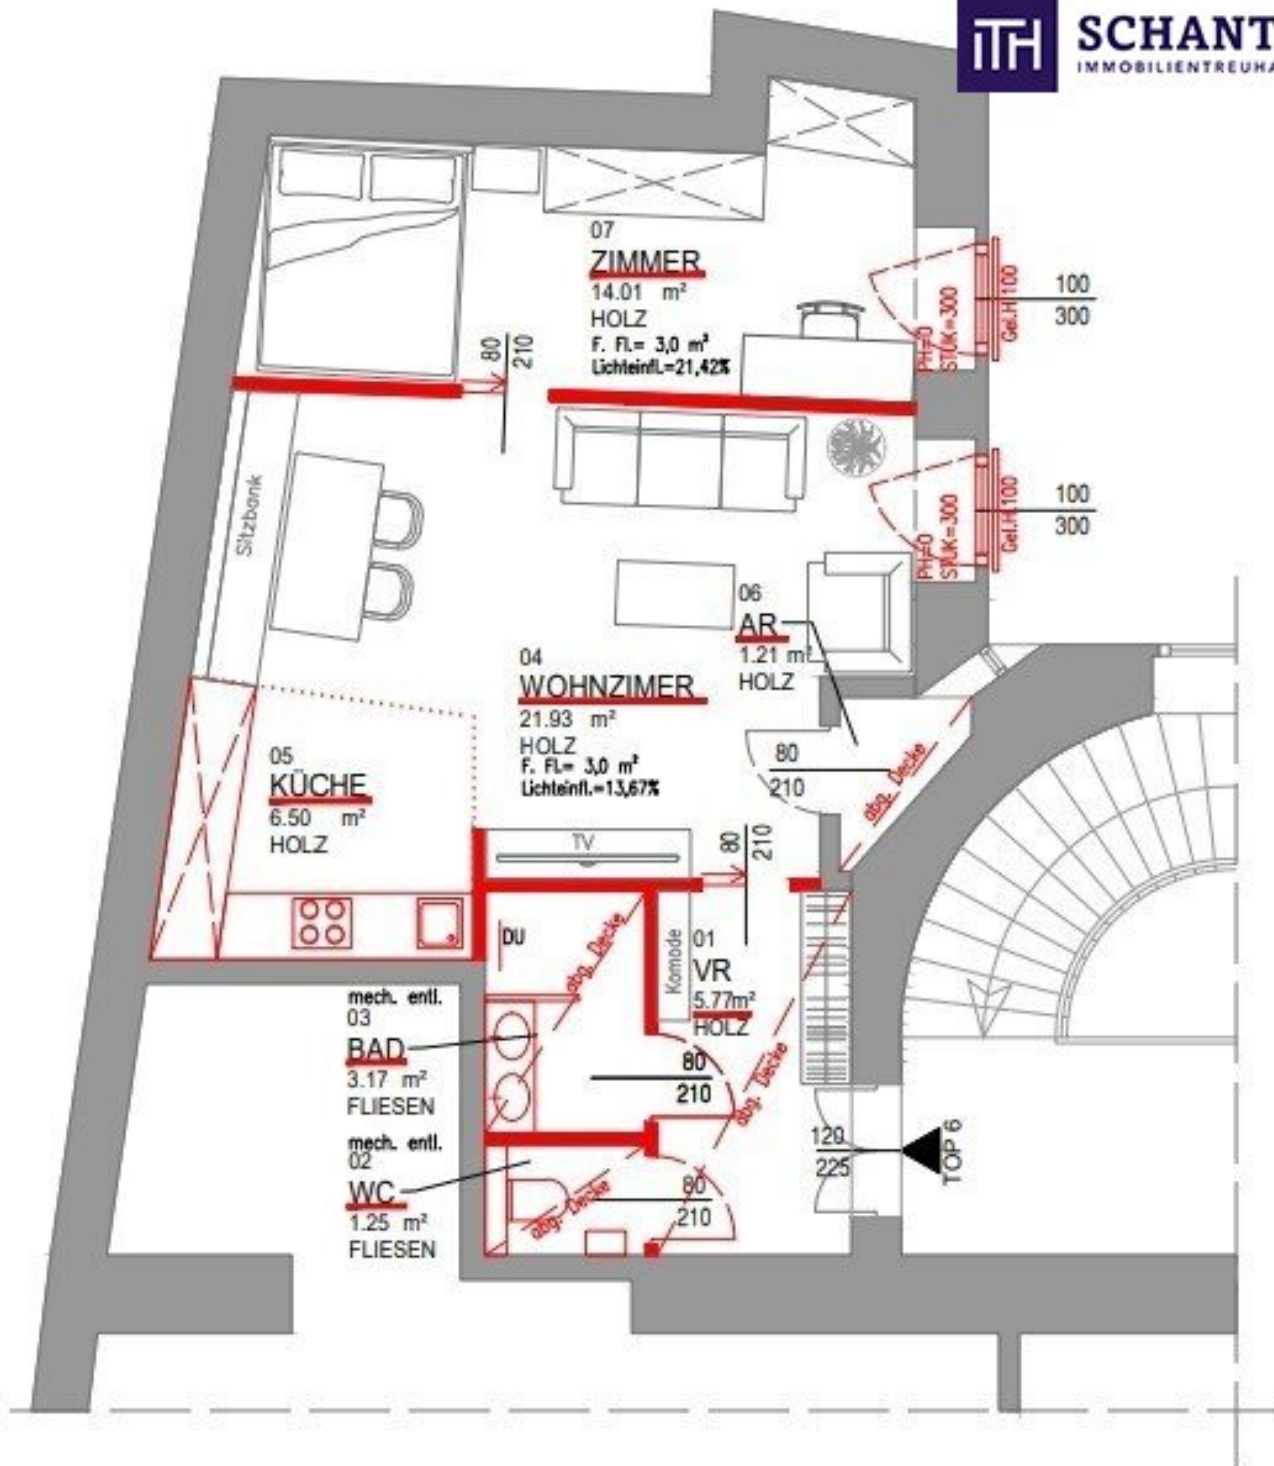 iTH
SCHANT
IMMOBILIENTREUHA
07
ZIMMER
14.01 m²
HOLZ
F. FL= 3,0 m²
Lichteinfl.=21,42%
80
210
PH=0
STUK=300
Gel.H.100
100
300
Sitzbank
PH=0
STUK=300
Gel.H.100
100
300
06
AR
1.21 m²
HOLZ
04
WOHNZIMER
21.93 m²
HOLZ
F. FL= 3,0 m²
Lichteinfl.=13,67%
05
KÜCHE
6.50 m²
HOLZ
80
210
abg. Decke
TV
80
210
DU
abg. Decke
Komode
01
VR
5.77m²
HOLZ
mech. entl.
03
BAD
3.17 m²
FLIESEN
80
210
abg. Decke
mech. entl.
02
WC
1.25 m²
FLIESEN
abg. Decke
80
210
120
225
TOP 6